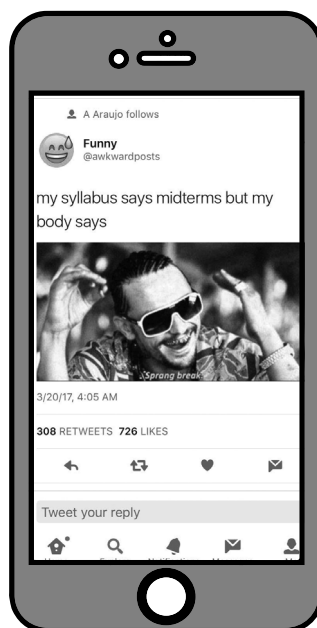 A Araujo follows
Funny
@awkwardposts
my syllabus says midterms but my
body says
"Sprang break"
3/20/17, 4:05 AM
308 RETWEETS 726 LIKES
Tweet your reply